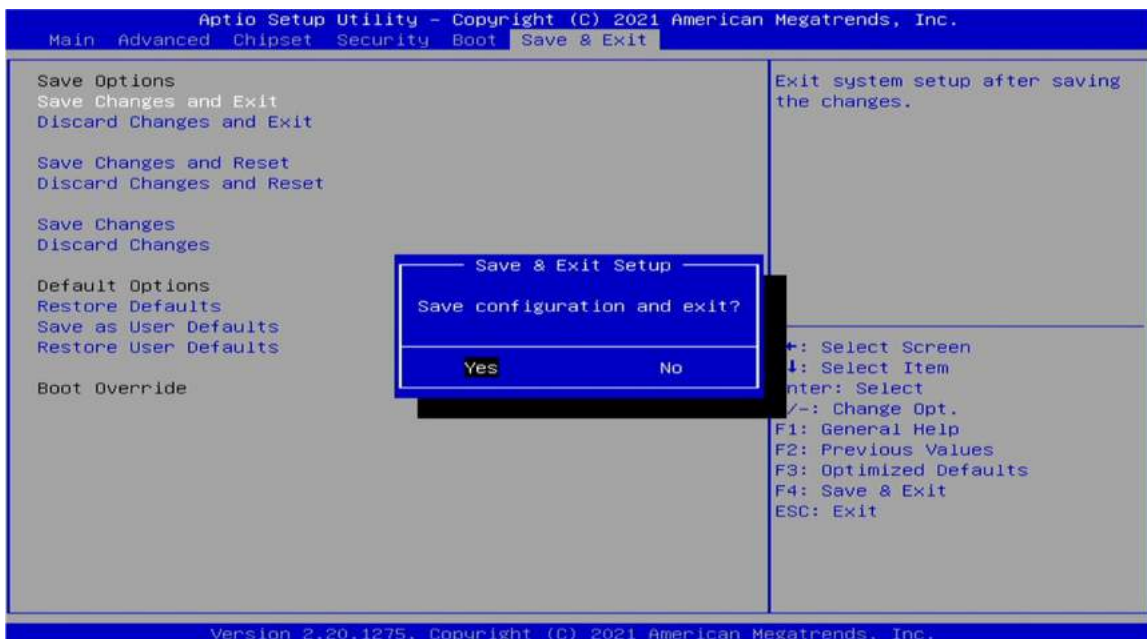 Aptio Setup Utility – Copyright (C) 2021 American Megatrends, Inc.
Main Advanced Chipset Security Boot Save & Exit
Save Options
Save Changes and Exit
Discard Changes and Exit
Save Changes and Reset
Discard Changes and Reset
Save Changes
Discard Changes
Default Options
Restore Defaults
Save as User Defaults
Restore User Defaults
Boot Override
Save & Exit Setup
Save configuration and exit?
Yes No
Exit system setup after saving
the changes.
←: Select Screen
↓: Select Item
nter: Select
/-: Change Opt.
F1: General Help
F2: Previous Values
F3: Optimized Defaults
F4: Save & Exit
ESC: Exit
Version 2.20.1275. Copyright (C) 2021 American Megatrends, Inc.